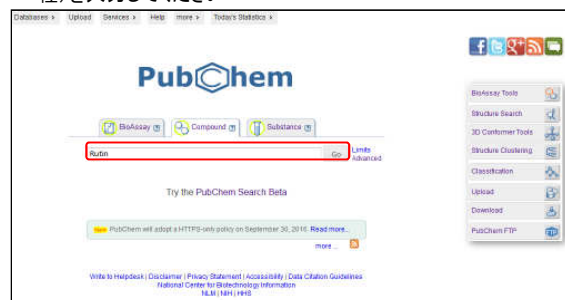 Databases Upload Services Help more Today's Statistics
PubChem
BioAssay Compound Substance
Rutin Go Limits
Advanced
Try the PubChem Search Beta
new PubChem will adopt a HTTPS-only policy on September 30, 2016. Read more...
more ...
Write to Helpdesk | Disclaimer | Privacy Statement | Accessibility | Data Citation Guidelines
National Center for Biotechnology Information
NLM | NIH | HHS
BioAssay Tools
Structure Search
3D Conformer Tools
Structure Clustering
Classification
Upload
Download
PubChem FTP